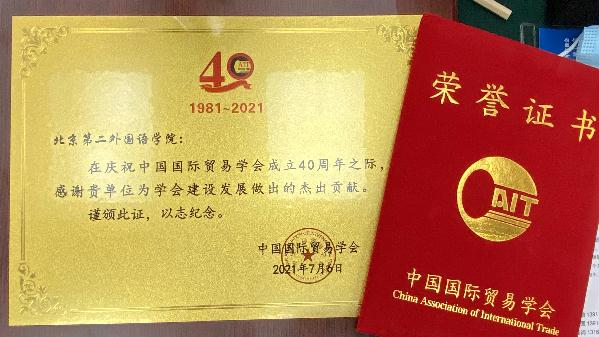 40
CAIT
1981~2021
北京第二外国语学院：
在庆祝中国国际贸易学会成立40周年之际，
感谢贵单位为学会建设发展做出的杰出贡献。
谨颁此证，以志纪念。
中国国际贸易学会
2021年7月6日
荣誉证书
CAIT
中国国际贸易学会
China Association of International Trade